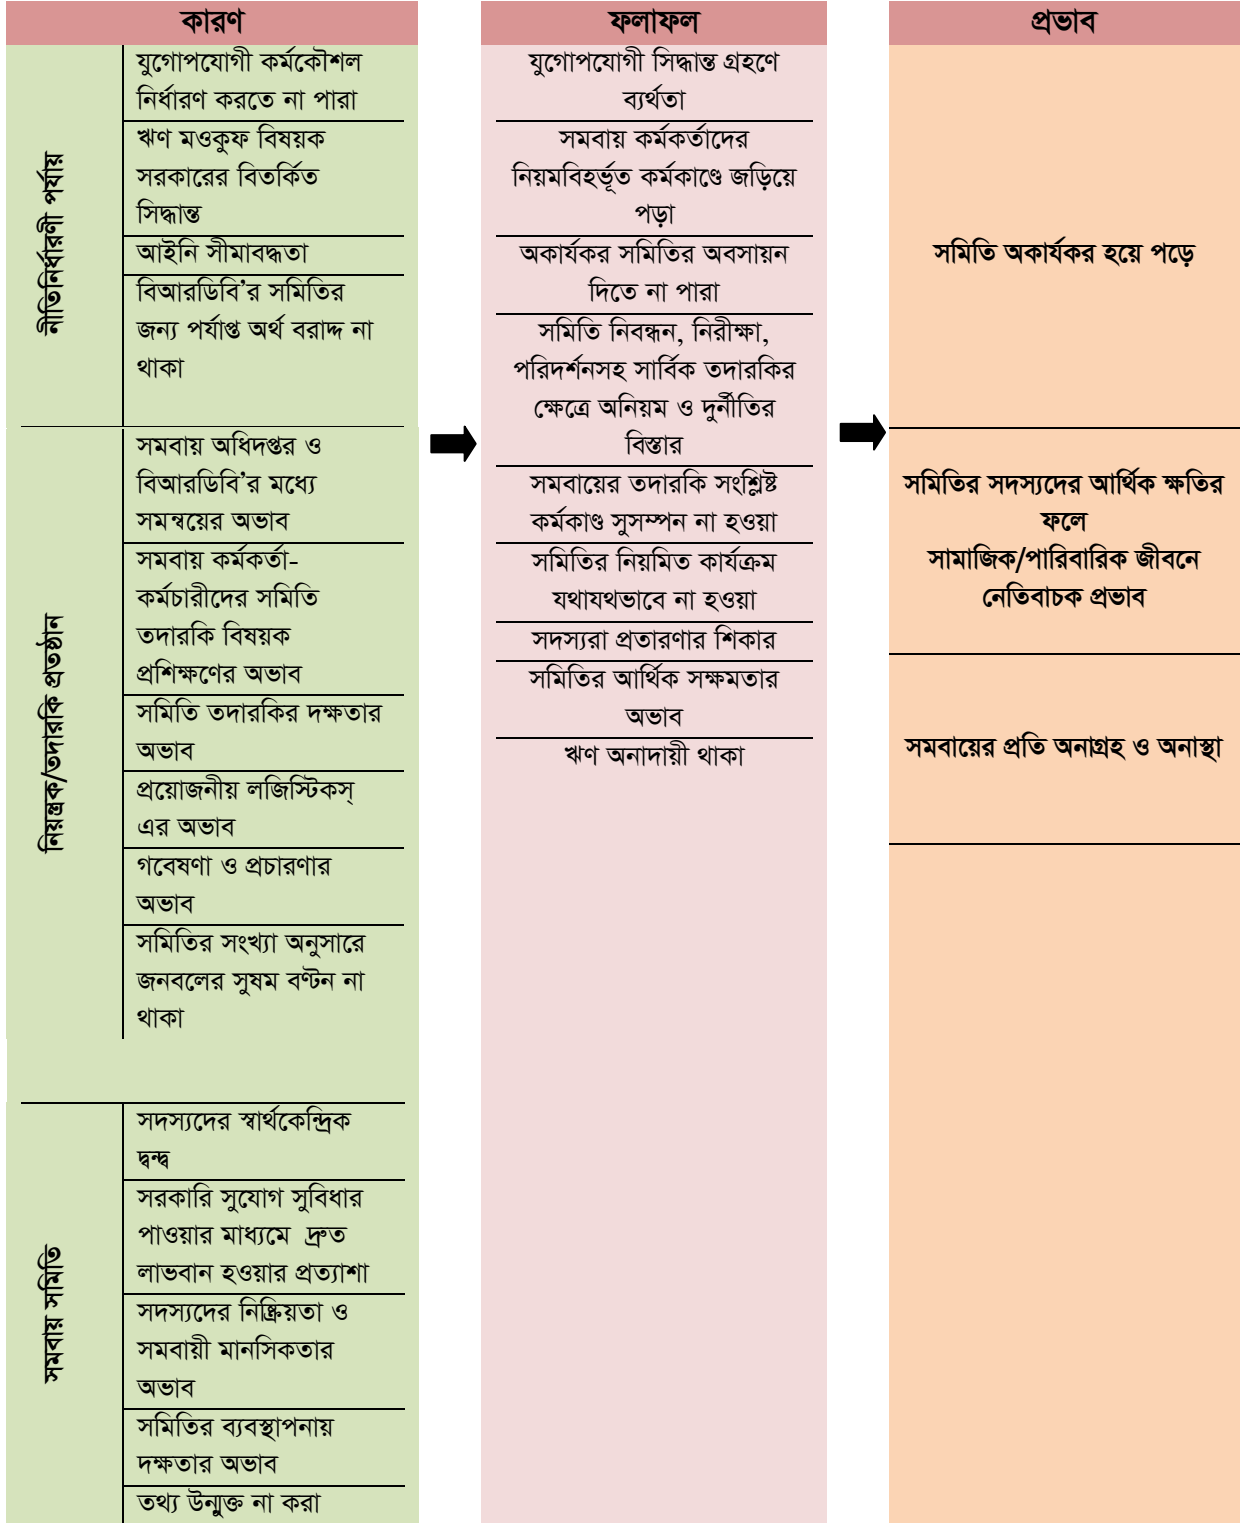 কারণ
নীতিনির্ধারণী পর্যায়
যুগোপযোগী কর্মকৌশল
নির্ধারণ করতে না পারা
ঋণ মওকুফ বিষয়ক
সরকারের বিতর্কিত
সিদ্ধান্ত
আইনি সীমাবদ্ধতা
বিআরডিবি’র সমিতির
জন্য পর্যাপ্ত অর্থ বরাদ্দ না
থাকা
নিয়ন্ত্রক/তদারকি প্রতষ্ঠান
সমবায় অধিদপ্তর ও
বিআরডিবি’র মধ্যে
সমন্বয়ের অভাব
সমবায় কর্মকর্তা-
কর্মচারীদের সমিতি
তদারকি বিষয়ক
প্রশিক্ষণের অভাব
সমিতি তদারকির দক্ষতার
অভাব
প্রয়োজনীয় লজিস্টিকস্
এর অভাব
গবেষণা ও প্রচারণার
অভাব
সমিতির সংখ্যা অনুসারে
জনবলের সুষম বণ্টন না
থাকা
সমবায় সমিতি
সদস্যদের স্বার্থকেন্দ্রিক
দ্বন্দ্ব
সরকারি সুযোগ সুবিধার
পাওয়ার মাধ্যমে দ্রুত
লাভবান হওয়ার প্রত্যাশা
সদস্যদের নিষ্ক্রিয়তা ও
সমবায়ী মানসিকতার
অভাব
সমিতির ব্যবস্থাপনায়
দক্ষতার অভাব
তথ্য উন্মুক্ত না করা
ফলাফল
যুগোপযোগী সিদ্ধান্ত গ্রহণে
ব্যর্থতা
সমবায় কর্মকর্তাদের
নিয়মবিহর্ভূত কর্মকাণ্ডে জড়িয়ে
পড়া
অকার্যকর সমিতির অবসায়ন
দিতে না পারা
সমিতি নিবন্ধন, নিরীক্ষা,
পরিদর্শনসহ সার্বিক তদারকির
ক্ষেত্রে অনিয়ম ও দুর্নীতির
বিস্তার
সমবায়ের তদারকি সংশ্লিষ্ট
কর্মকাণ্ড সুসম্পন না হওয়া
সমিতির নিয়মিত কার্যক্রম
যথাযথভাবে না হওয়া
সদস্যরা প্রতারণার শিকার
সমিতির আর্থিক সক্ষমতার
অভাব
ঋণ অনাদায়ী থাকা
প্রভাব
সমিতি অকার্যকর হয়ে পড়ে
সমিতির সদস্যদের আর্থিক ক্ষতির
ফলে
সামাজিক/পারিবারিক জীবনে
নেতিবাচক প্রভাব
সমবায়ের প্রতি অনাগ্রহ ও অনাস্থা